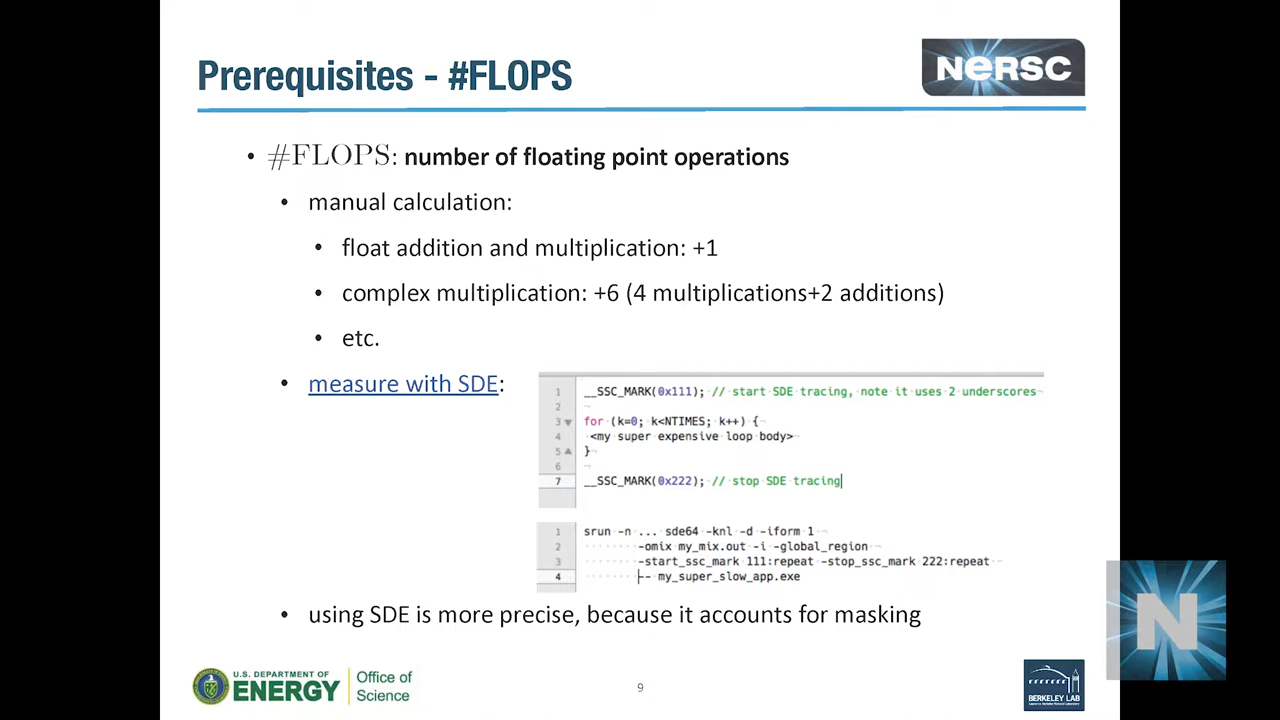 Prerequisites - #FLOPS
NERSC
• #FLOPS: number of floating point operations
• manual calculation:
• float addition and multiplication: +1
• complex multiplication: +6 (4 multiplications+2 additions)
• etc.
• measure with SDE:
1 __SSC_MARK(0x111); // start SDE tracing, note it uses 2 underscores
2
3 for (k=0; k<NTIMES; k++) {
4 <my super expensive loop body>
5 }
6
7 __SSC_MARK(0x222); // stop SDE tracing
1 srun -n ... sde64 -knl -d -iform 1
2 -omix my_mix.out -i -global_region
3 -start_ssc_mark 111:repeat -stop_ssc_mark 222:repeat
4 -- my_super_slow_app.exe
• using SDE is more precise, because it accounts for masking
U.S. DEPARTMENT OF
ENERGY
Office of
Science
9
BERKELEY LAB
N